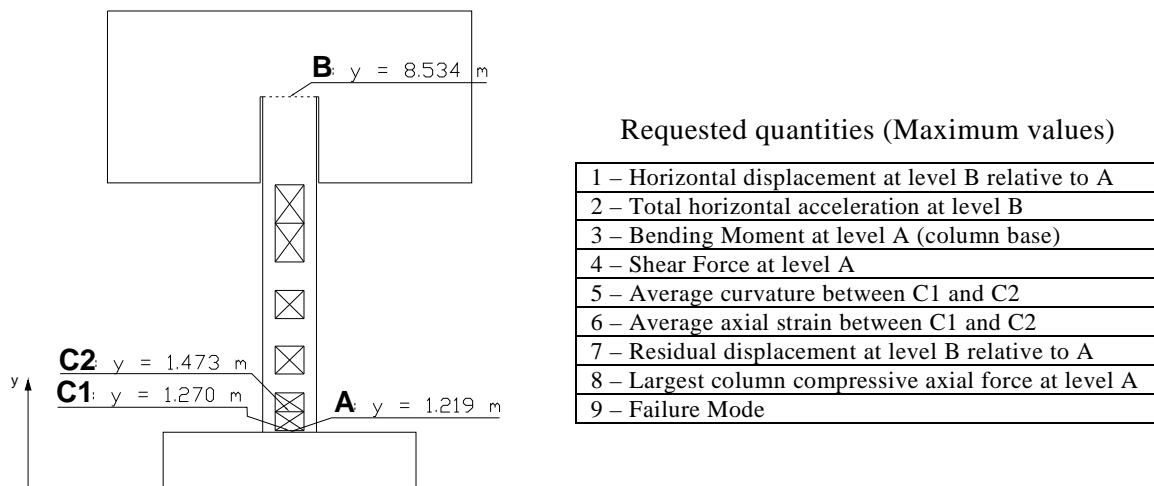 B: y = 8.534 m
C2: y = 1.473 m
C1: y = 1.270 m
A: y = 1.219 m
y
Requested quantities (Maximum values)
1 – Horizontal displacement at level B relative to A
2 – Total horizontal acceleration at level B
3 – Bending Moment at level A (column base)
4 – Shear Force at level A
5 – Average curvature between C1 and C2
6 – Average axial strain between C1 and C2
7 – Residual displacement at level B relative to A
8 – Largest column compressive axial force at level A
9 – Failure Mode